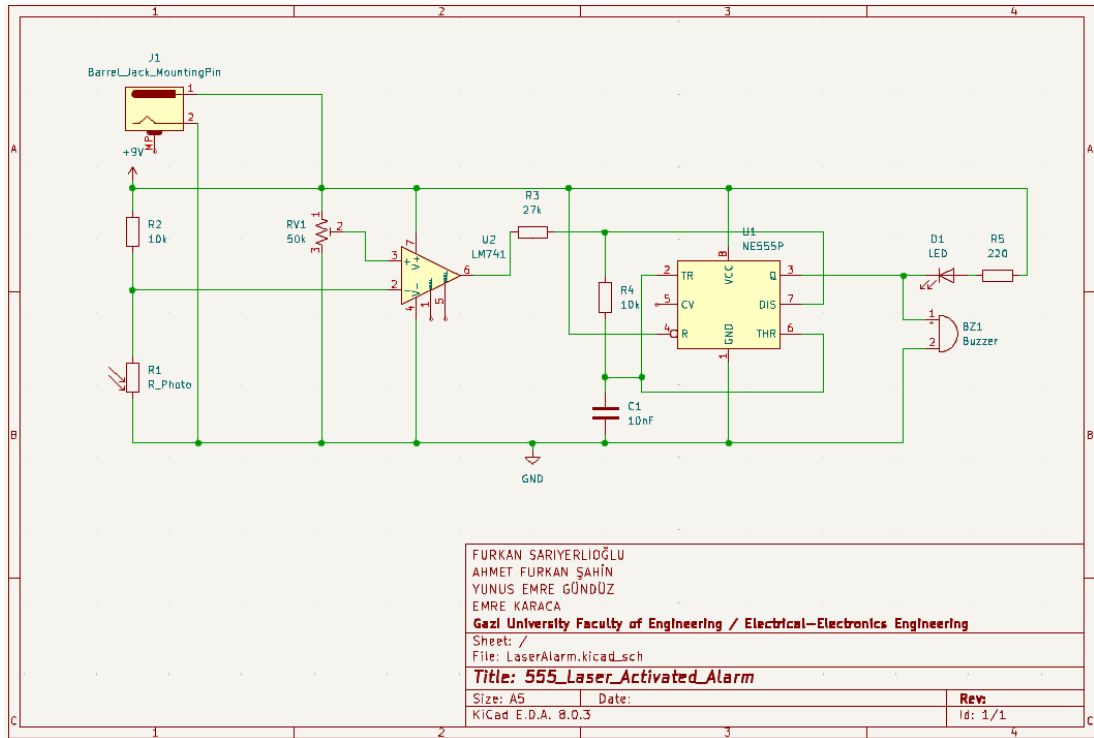 1 2 3 4
J1
Barrel_Jack_MountingPin
1
2
MP
A A
+9V
R3
27k
R2
10k
RV1
50k
1
2
3
U2
LM741
7
3
+
V+
6
2
-
V-
4
1
5
U1
NE555P
8
VCC
2 TR Q 3
5 CV DIS 7
4 R THR 6
GND
1
D1
LED
R5
220
R4
10k
1
+
2
BZ1
Buzzer
R1
R_Photo
C1
10nF
B B
GND
FURKAN SARIYERLİOĞLU
AHMET FURKAN ŞAHİN
YUNUS EMRE GÜNDÜZ
EMRE KARACA
Gazi University Faculty of Engineering / Electrical-Electronics Engineering
Sheet: /
File: LaserAlarm.kicad_sch
Title: 555_Laser_Activated_Alarm
Size: A5 Date: Rev:
KiCad E.D.A. 8.0.3 Id: 1/1
C C
1 2 3 4